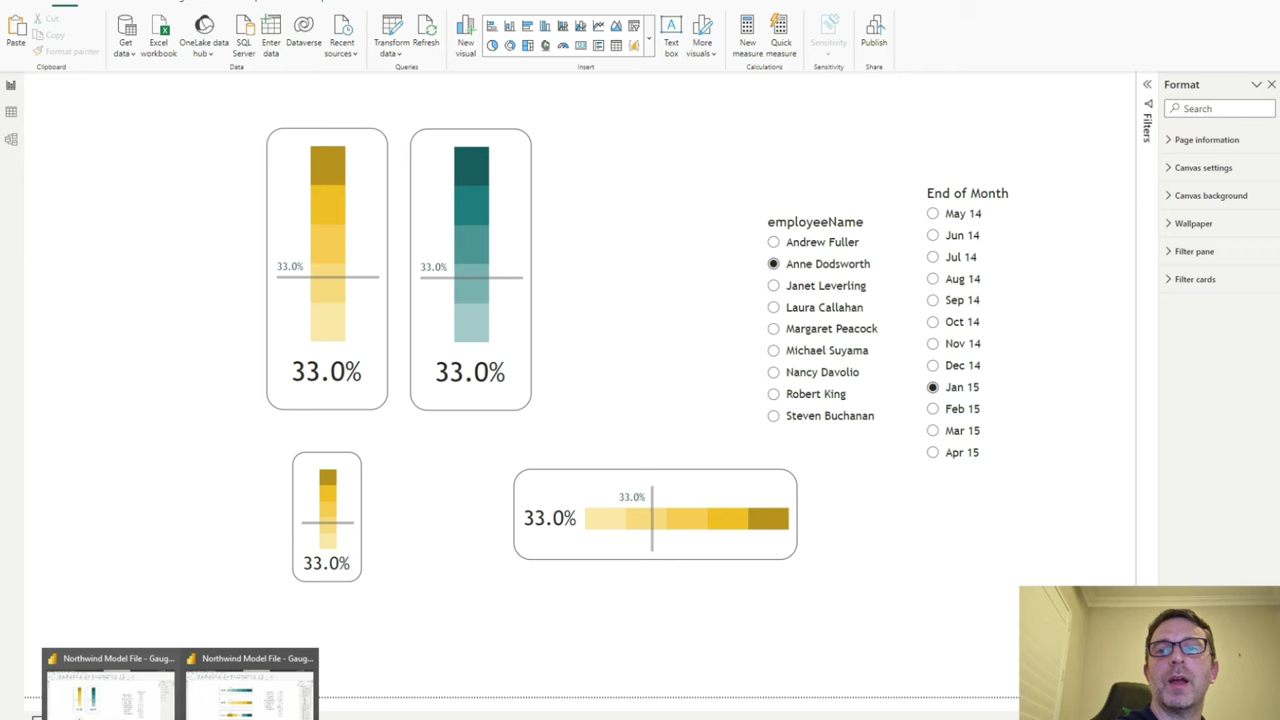 Cut
Copy
Format painter
Paste
Clipboard
Get data
Excel workbook
OneLake data hub
SQL Server
Enter data
Dataverse
Recent sources
Data
Transform data
Refresh
Queries
New visual
Text box
More visuals
Insert
New measure
Quick measure
Calculations
Sensitivity
Sensitivity
Publish
Share
Format
Search
Filters
Page information
Canvas settings
Canvas background
Wallpaper
Filter pane
Filter cards
33.0%
33.0%
33.0%
33.0%
employeeName
Andrew Fuller
Anne Dodsworth
Janet Leverling
Laura Callahan
Margaret Peacock
Michael Suyama
Nancy Davolio
Robert King
Steven Buchanan
End of Month
May 14
Jun 14
Jul 14
Aug 14
Sep 14
Oct 14
Nov 14
Dec 14
Jan 15
Feb 15
Mar 15
Apr 15
33.0%
33.0%
33.0%
Northwind Model File - Gaug...
Northwind Model File - Gaug...